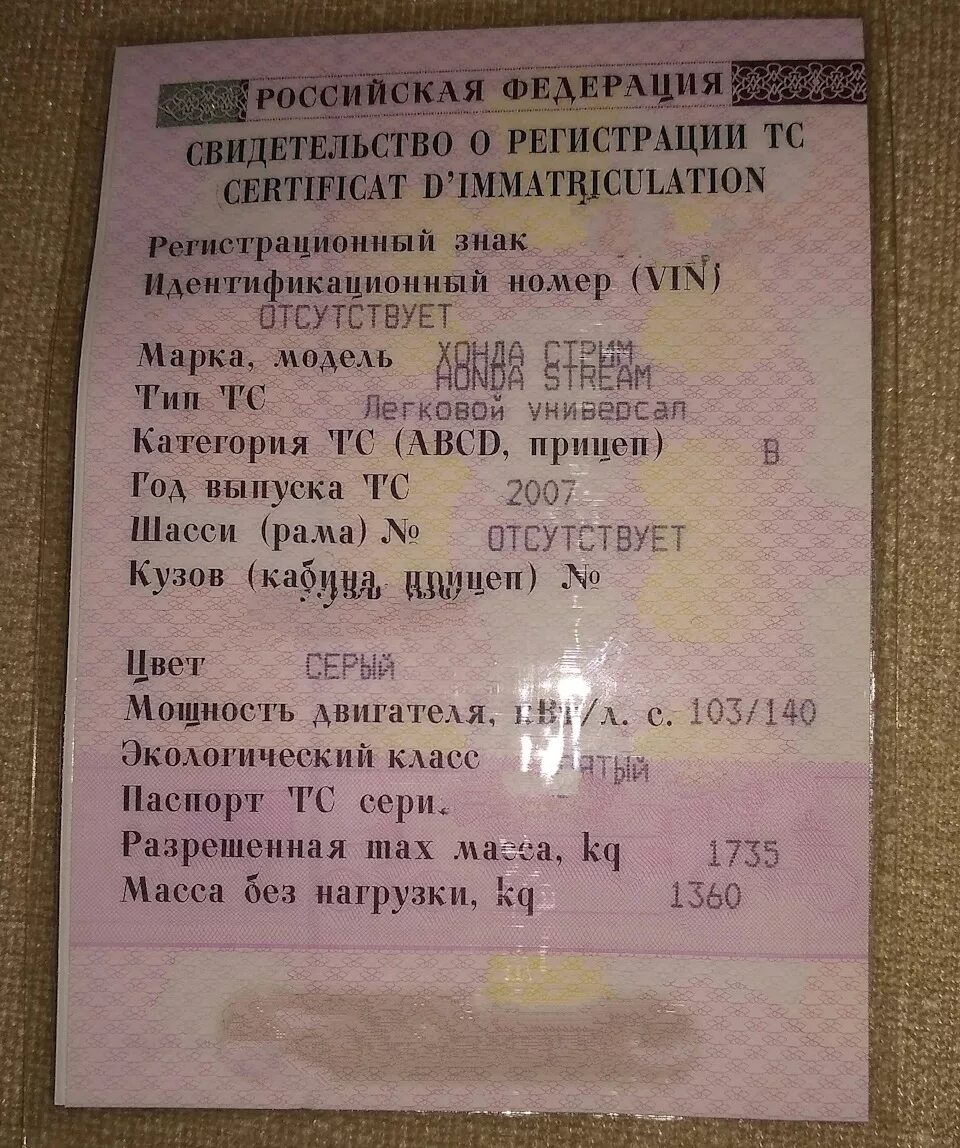 РОССИЙСКАЯ ФЕДЕРАЦИЯ
СВИДЕТЕЛЬСТВО О РЕГИСТРАЦИИ ТС
CERTIFICAT D'IMMATRICULATION
Регистрационный знак
Идентификационный номер (VIN)
ОТСУТСТВУЕТ
Марка, модель ХОНДА СТРИМ
HONDA STREAM
Тип ТС Легковой универсал
Категория ТС (ABCD, прицеп) B
Год выпуска ТС 2007
Шасси (рама) № ОТСУТСТВУЕТ
Кузов (кабина, прицеп) №
Цвет СЕРЫЙ
Мощность двигателя, кВт/л. с. 103/140
Экологический класс
Паспорт ТС сери
Разрешенная max масса, kq 1735
Масса без нагрузки, kq 1360